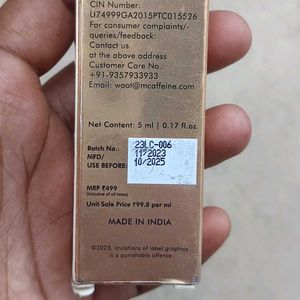 CIN Number:
U74999GA2015PTC015526
For consumer complaints/-
queries/feedback:
Contact us
at the above address
Customer Care No.:
+91-9357933933
Email: woot@mcaffeine.com
Net Content: 5 ml | 0.17 fl.oz.
Batch No.: 23LC-006
MFD/ 11/2023
USE BEFORE: 10/2025
MRP ₹499
(Inclusive of all taxes)
Unit Sale Price ₹99.8 per ml
MADE IN INDIA
©2023, Imitations of label graphics
is a punishable offence